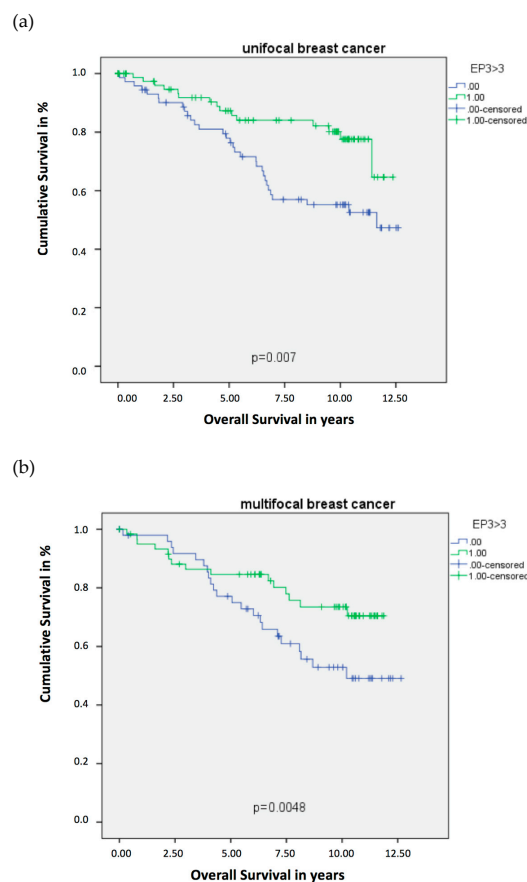 (a)
unifocal breast cancer
EP3>3
.00
1.00
.00-censored
1.00-censored
Cumulative Survival in %
1.0
0.8
0.6
0.4
0.2
0.0
p=0.007
0.00 2.50 5.00 7.50 10.00 12.50
Overall Survival in years
(b)
multifocal breast cancer
EP3>3
.00
1.00
.00-censored
1.00-censored
Cumulative Survival in %
1.0
0.8
0.6
0.4
0.2
0.0
p=0.0048
0.00 2.50 5.00 7.50 10.00 12.50
Overall Survival in years